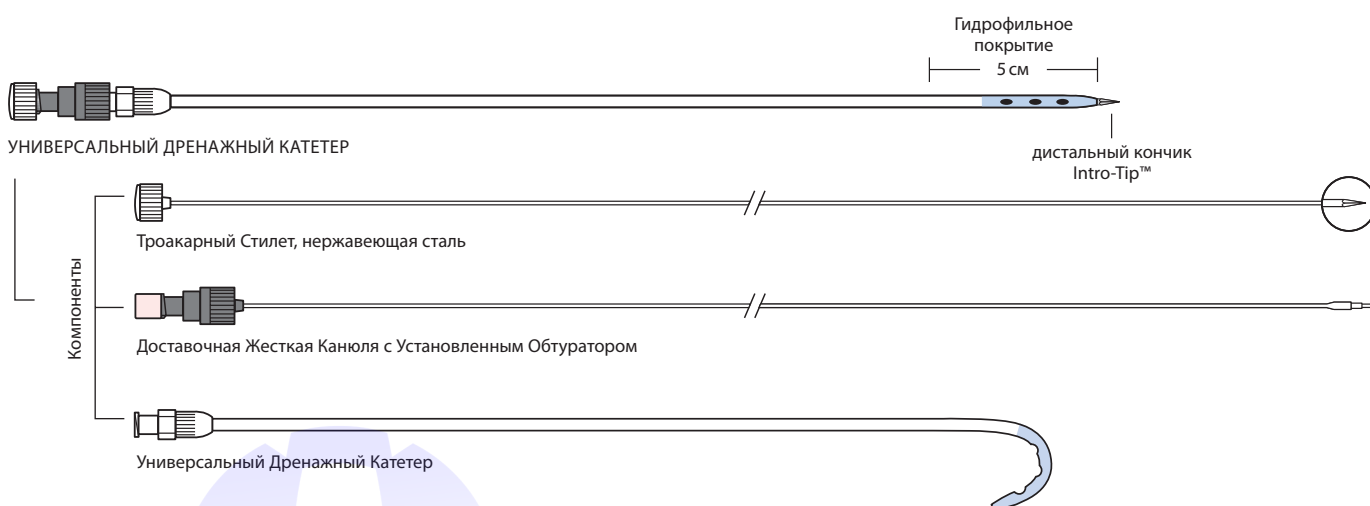 Гидрофильное
покрытие
5 см
УНИВЕРСАЛЬНЫЙ ДРЕНАЖНЫЙ КАТЕТЕР
дистальный кончик
Intro-Tip™
Компоненты
Троакарный Стилет, нержавеющая сталь
Доставочная Жесткая Канюля с Установленным Обтуратором
Универсальный Дренажный Катетер